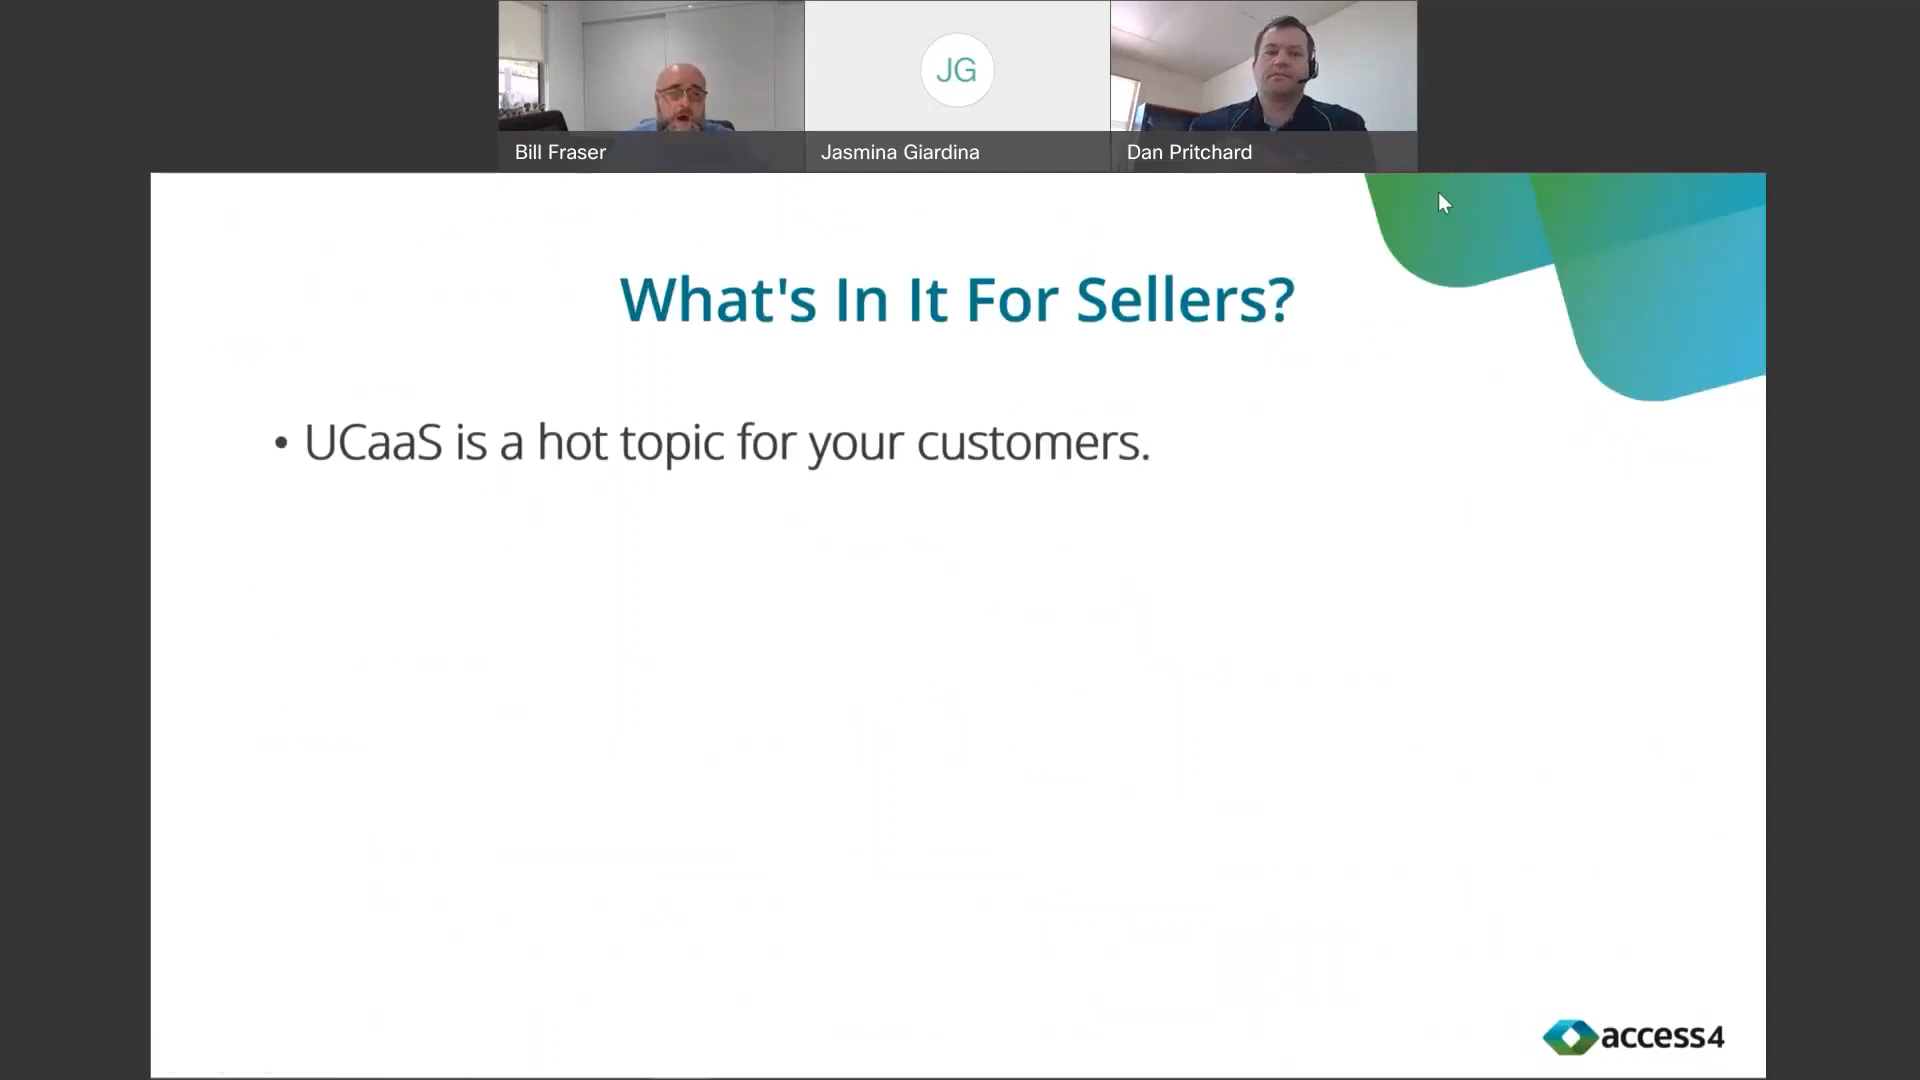 JG
Bill Fraser
Jasmina Giardina
Dan Pritchard
What's In It For Sellers?
• UCaaS is a hot topic for your customers.
access4